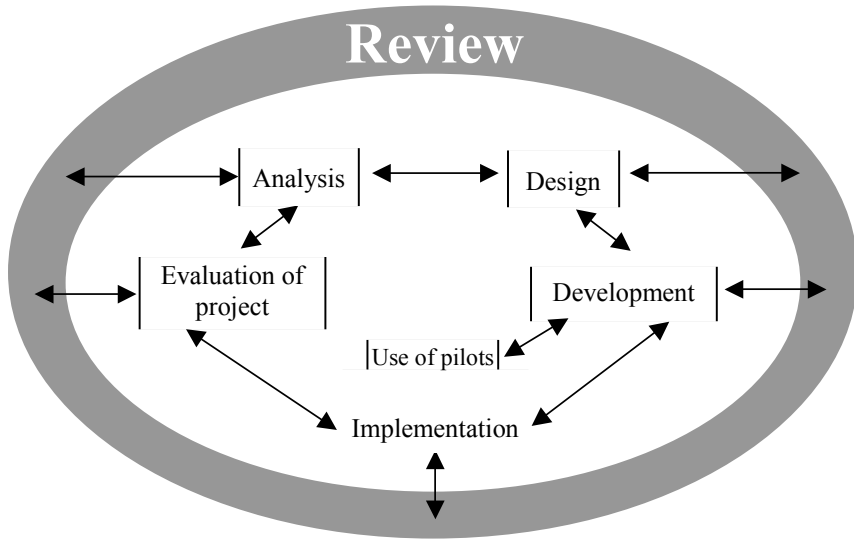 Review
Analysis
Design
Evaluation of
project
Development
Use of pilots
Implementation